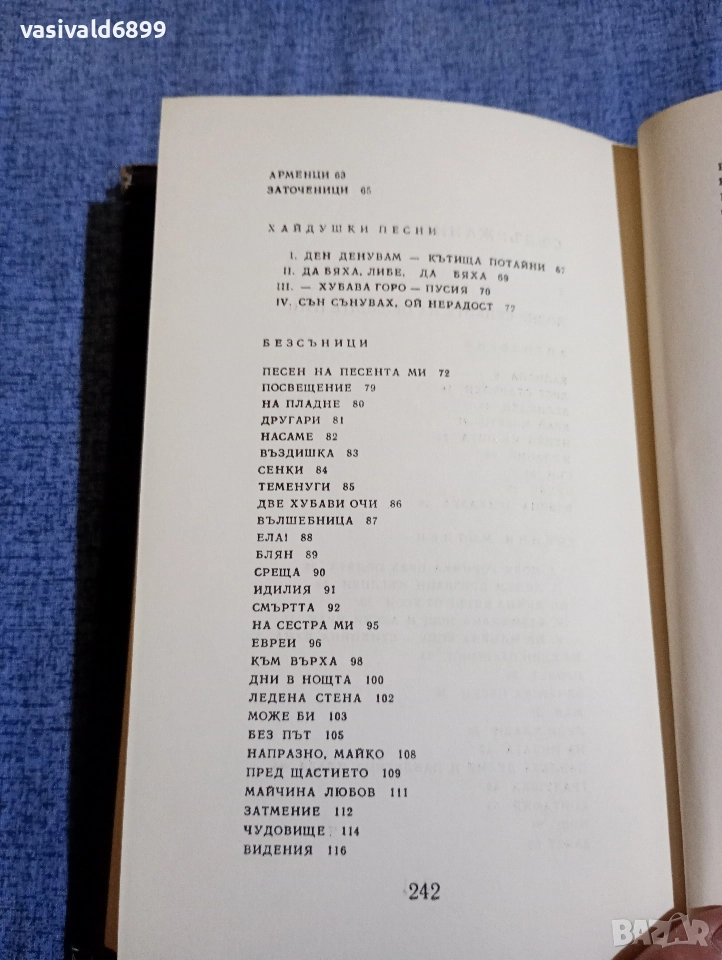 vasivald6899
АРМЕНЦИ 63
ЗАТОЧЕНИЦИ 65
ХАЙДУШКИ ПЕСНИ
I. ДЕН ДЕНУВАМ — КЪТИЩА ПОТАЙНИ 67
II. ДА БЯХА, ЛИБЕ, ДА БЯХА 69
III. — ХУБАВА ГОРО — ПУСИЯ 70
IV. СЪН СЪНУВАХ, ОЙ НЕРАДОСТ 72
БЕЗСЪНИЦИ
ПЕСЕН НА ПЕСЕНТА МИ 72
ПОСВЕЩЕНИЕ 79
НА ПЛАДНЕ 80
ДРУГАРИ 81
НАСАМЕ 82
ВЪЗДИШКА 83
СЕНКИ 84
ТЕМЕНУГИ 85
ДВЕ ХУБАВИ ОЧИ 86
ВЪЛШЕБНИЦА 87
ЕЛА! 88
БЛЯН 89
СРЕЩА 90
ИДИЛИЯ 91
СМЪРТТА 92
НА СЕСТРА МИ 95
ЕВРЕИ 96
КЪМ ВЪРХА 98
ДНИ В НОЩТА 100
ЛЕДЕНА СТЕНА 102
МОЖЕ БИ 103
БЕЗ ПЪТ 105
НАПРАЗНО, МАЙКО 108
ПРЕД ЩАСТИЕТО 109
МАЙЧИНА ЛЮБОВ 111
ЗАТМЕНИЕ 112
ЧУДОВИЩЕ 114
ВИДЕНИЯ 116
242
BAZAR